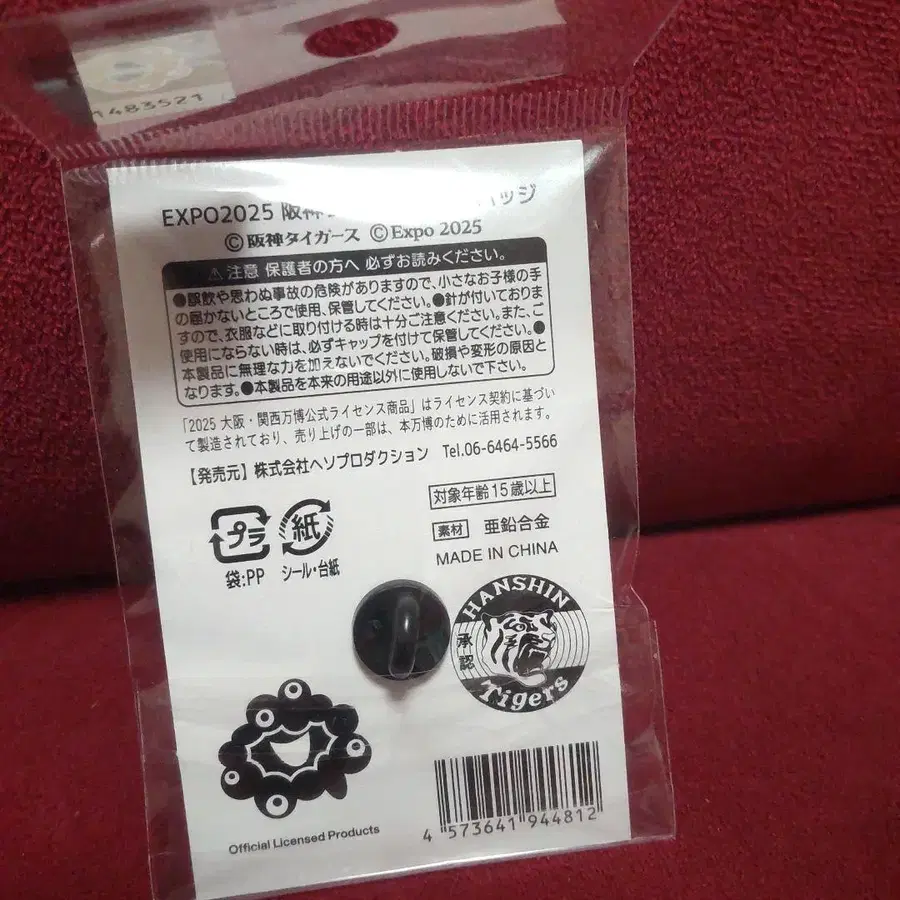 1483521
EXPO2025 阪神
バッジ
©阪神タイガース ©Expo 2025
⚠注意 保護者の方へ 必ずお読みください。
●誤飲や思わぬ事故の危険がありますので、小さなお子様の手
の届かないところで使用、保管してください。●針が付いておりま
すので、衣服などに取り付ける時は十分ご注意ください。また、ご
使用にならない時は、必ずキャップを付けて保管してください。●
本製品に無理な力を加えないでください。破損や変形の原因と
なります。●本製品を本来の用途以外に使用しないで下さい。
「2025 大阪・関西万博公式ライセンス商品」はライセンス契約に基づい
て製造されており、売り上げの一部は、本万博のために活用されます。
【発売元】株式会社ヘソプロダクション Tel.06-6464-5566
対象年齢15歳以上
プラ
紙
素材 亜鉛合金
袋:PP
シール・台紙
MADE IN CHINA
HANSHIN
承認
Tigers
Official Licensed Products
4 573641 944812